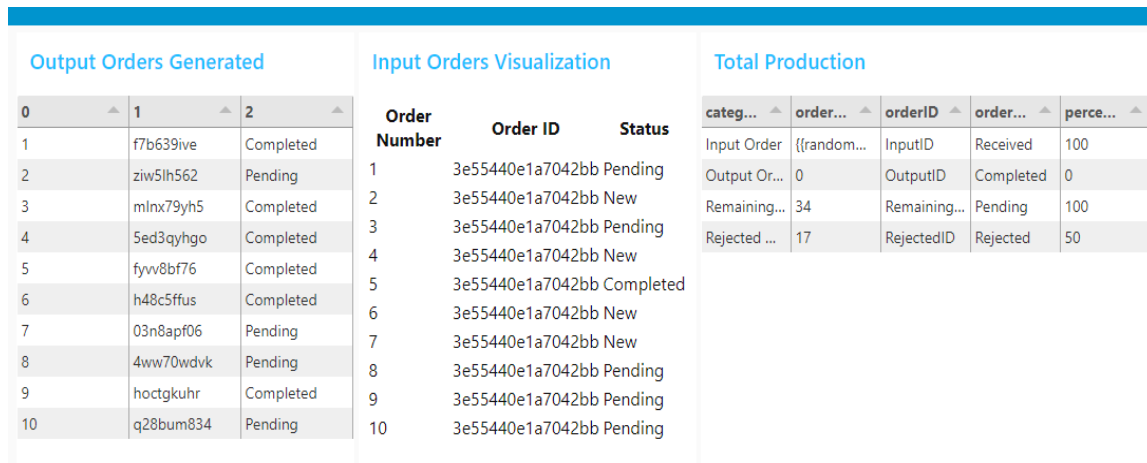 Output Orders Generated
0 1 2
1 f7b639ive Completed
2 ziw5lh562 Pending
3 mlnx79yh5 Completed
4 5ed3qyhgo Completed
5 fyvv8bf76 Completed
6 h48c5ffus Completed
7 03n8apf06 Pending
8 4ww70wdvk Pending
9 hoctgkuhr Completed
10 q28bum834 Pending
Input Orders Visualization
Order
Number Order ID Status
1 3e55440e1a7042bb Pending
2 3e55440e1a7042bb New
3 3e55440e1a7042bb Pending
4 3e55440e1a7042bb New
5 3e55440e1a7042bb Completed
6 3e55440e1a7042bb New
7 3e55440e1a7042bb New
8 3e55440e1a7042bb Pending
9 3e55440e1a7042bb Pending
10 3e55440e1a7042bb Pending
Total Production
categ... order... orderID order... perce...
Input Order {{random... InputID Received 100
Output Or... 0 OutputID Completed 0
Remaining... 34 Remaining... Pending 100
Rejected ... 17 RejectedID Rejected 50